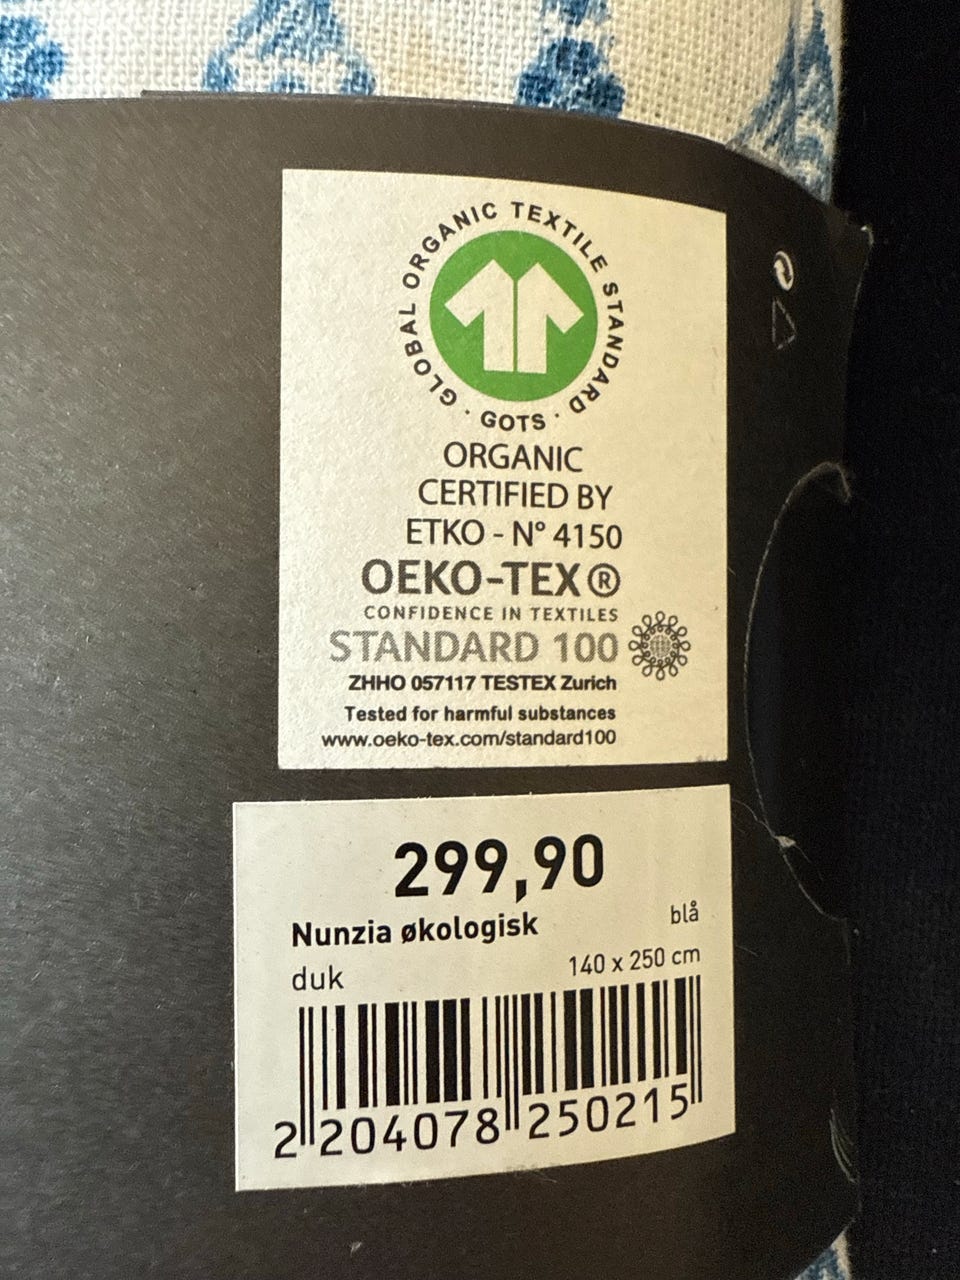 GLOBAL ORGANIC TEXTILE STANDARD · GOTS ·
ORGANIC
CERTIFIED BY
ETKO - N° 4150
OEKO-TEX®
CONFIDENCE IN TEXTILES
STANDARD 100
ZHHO 057117 TESTEX Zurich
Tested for harmful substances
www.oeko-tex.com/standard100
299,90
Nunzia økologisk blå
duk 140 x 250 cm
2 204078 250215